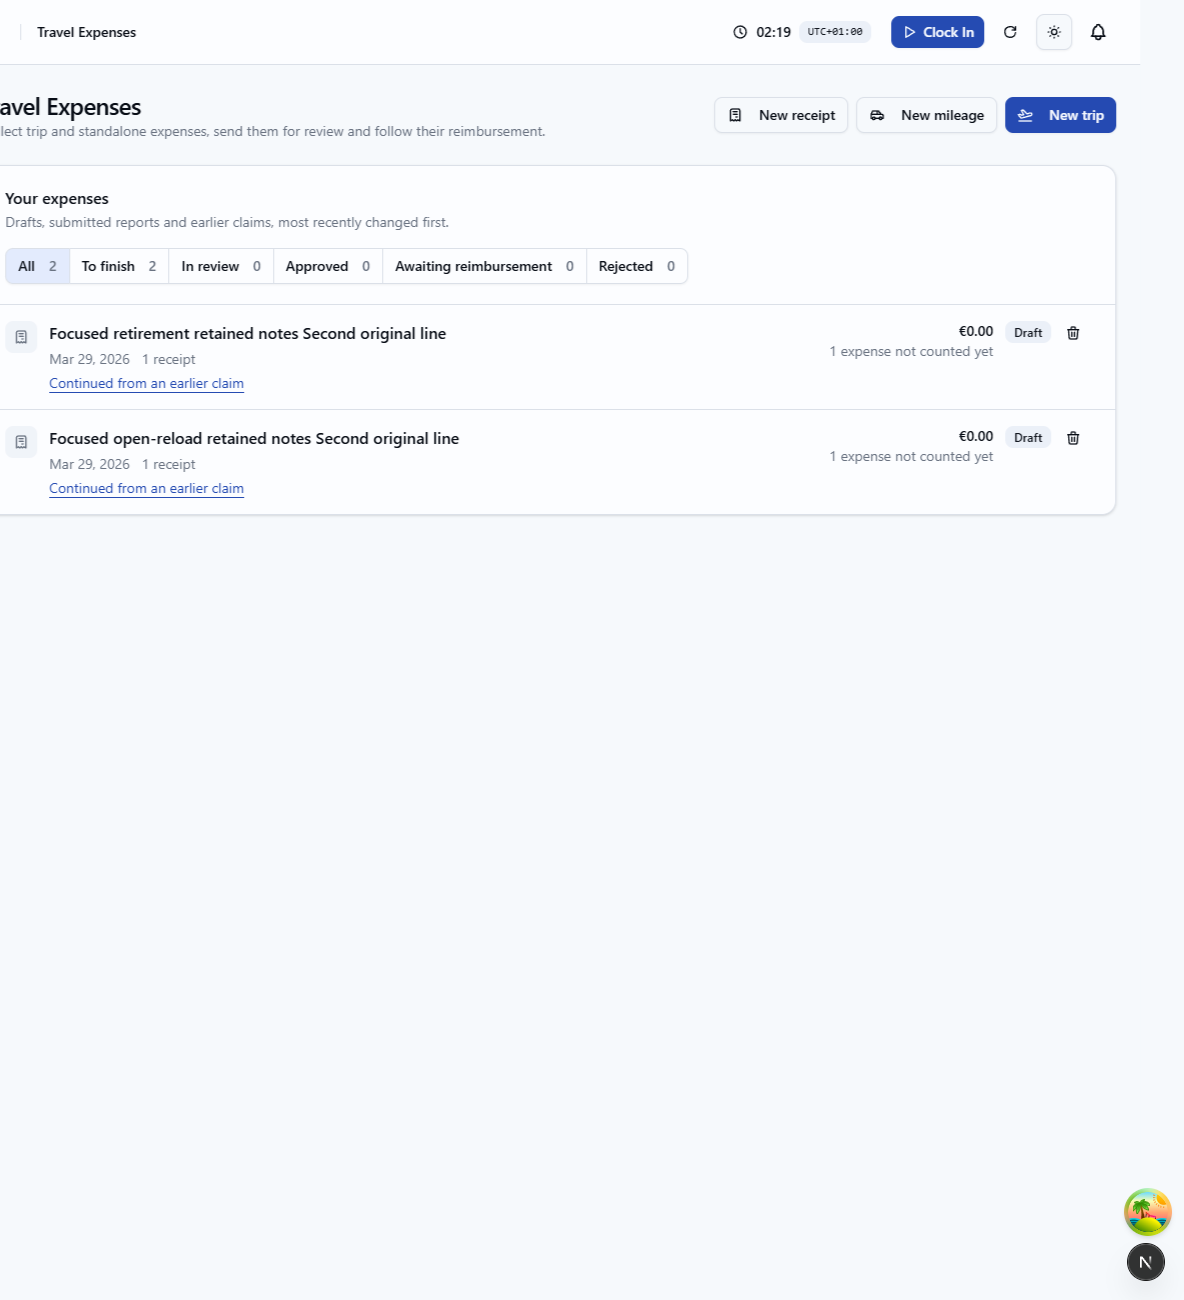 Travel Expenses
02:19 UTC+01:00 Clock In
avel Expenses
lect trip and standalone expenses, send them for review and follow their reimbursement.
New receipt New mileage New trip
Your expenses
Drafts, submitted reports and earlier claims, most recently changed first.
All 2 To finish 2 In review 0 Approved 0 Awaiting reimbursement 0 Rejected 0
Focused retirement retained notes Second original line
€0.00 Draft
Mar 29, 2026 1 receipt
1 expense not counted yet
Continued from an earlier claim
Focused open-reload retained notes Second original line
€0.00 Draft
Mar 29, 2026 1 receipt
1 expense not counted yet
Continued from an earlier claim
N